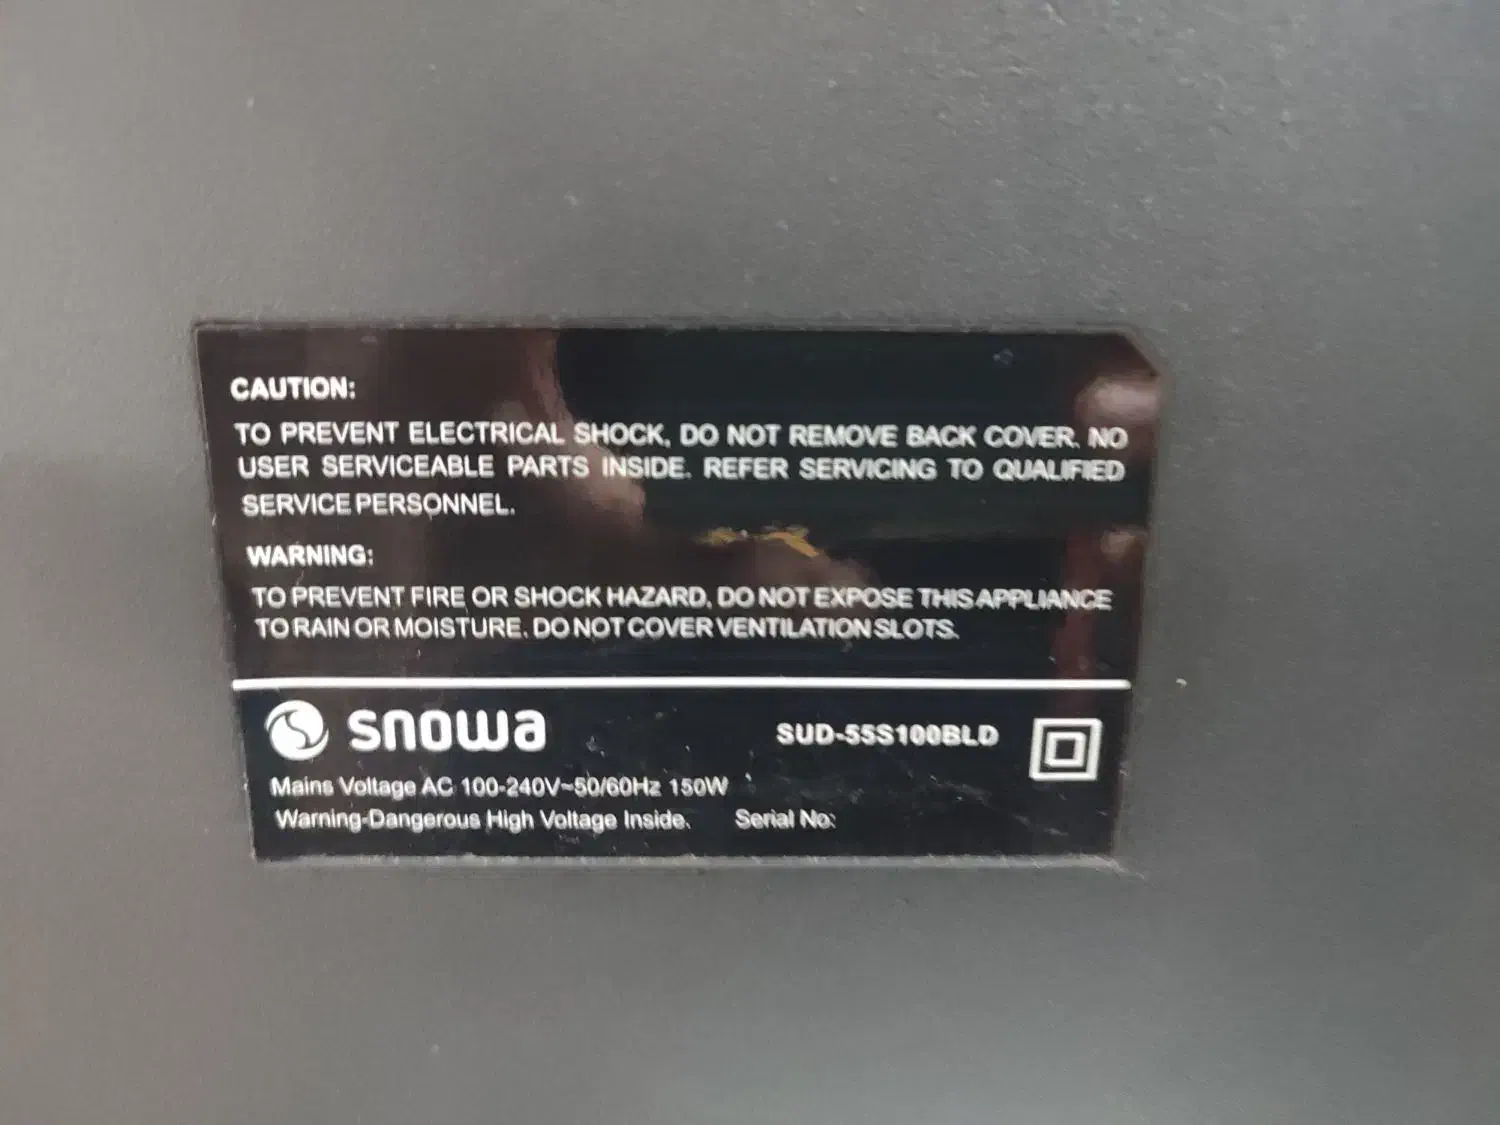 CAUTION:
TO PREVENT ELECTRICAL SHOCK, DO NOT REMOVE BACK COVER. NO
USER SERVICEABLE PARTS INSIDE. REFER SERVICING TO QUALIFIED
SERVICE PERSONNEL.
WARNING:
TO PREVENT FIRE OR SHOCK HAZARD, DO NOT EXPOSE THIS APPLIANCE
TO RAIN OR MOISTURE. DO NOT COVER VENTILATION SLOTS.
snowa SUD-55S100BLD
Mains Voltage AC 100-240V~50/60Hz 150W
Warning-Dangerous High Voltage Inside. Serial No: